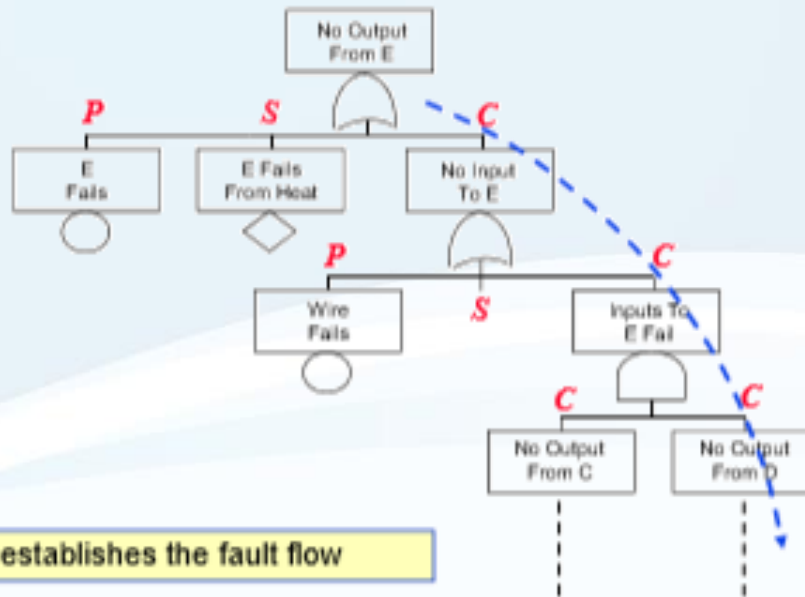 No Output
From E
P
S
C
E
Fails
E Fails
From Heat
No Input
To E
P
S
C
Wire
Fails
Inputs To
E Fail
C
C
No Output
From C
No Output
From D
establishes the fault flow